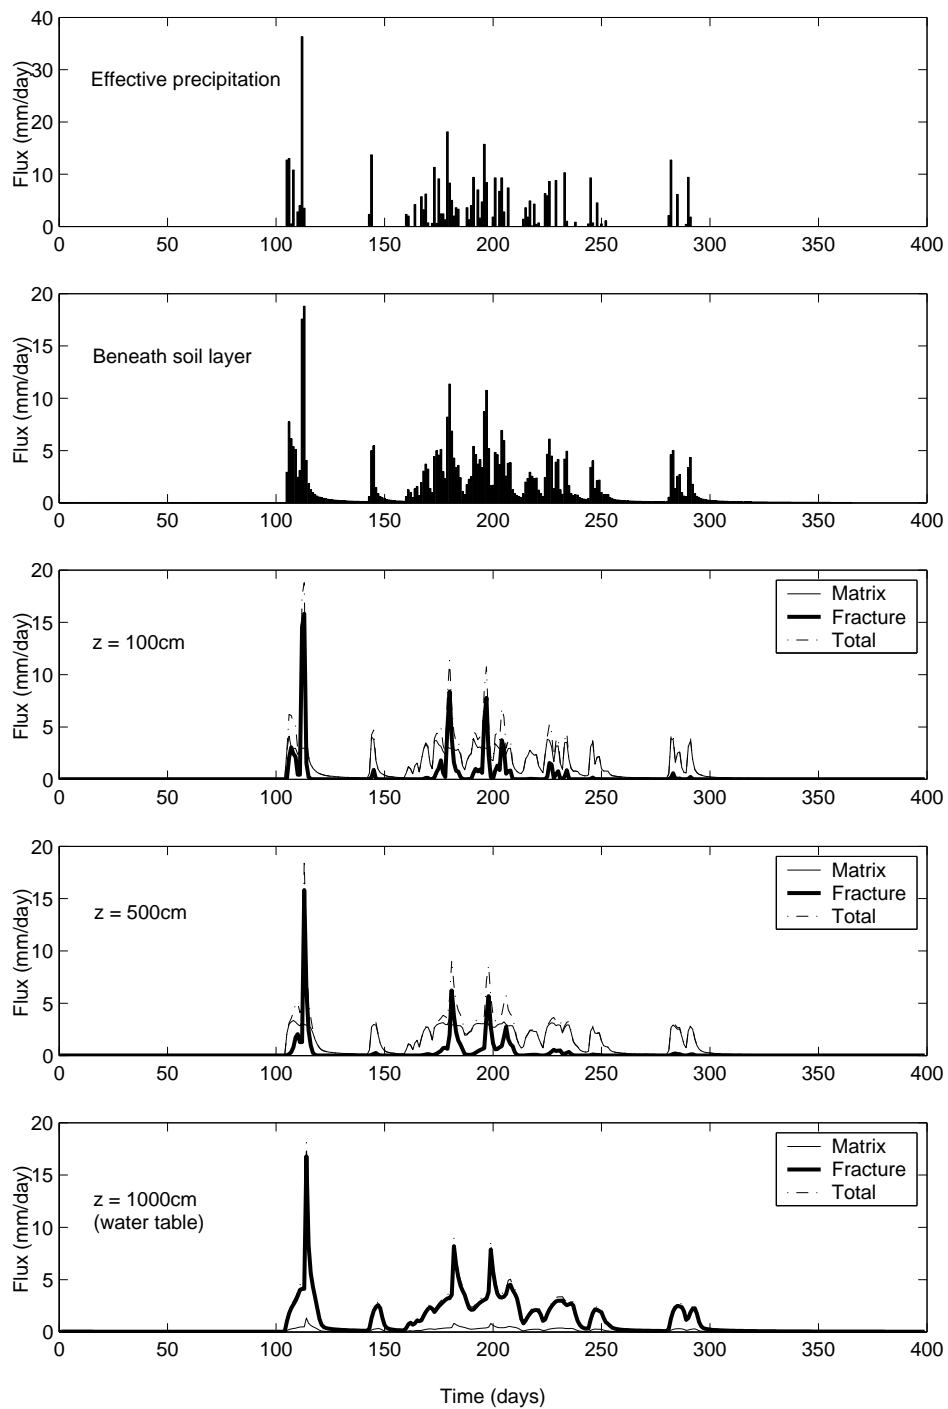 40
30
20
10
0
Flux (mm/day)
Effective precipitation
0 50 100 150 200 250 300 350 400
20
15
10
5
0
Flux (mm/day)
Beneath soil layer
0 50 100 150 200 250 300 350 400
20
15
10
5
0
Flux (mm/day)
z = 100cm
Matrix
Fracture
Total
0 50 100 150 200 250 300 350 400
20
15
10
5
0
Flux (mm/day)
z = 500cm
Matrix
Fracture
Total
0 50 100 150 200 250 300 350 400
20
15
10
5
0
Flux (mm/day)
z = 1000cm
(water table)
Matrix
Fracture
Total
0 50 100 150 200 250 300 350 400
Time (days)